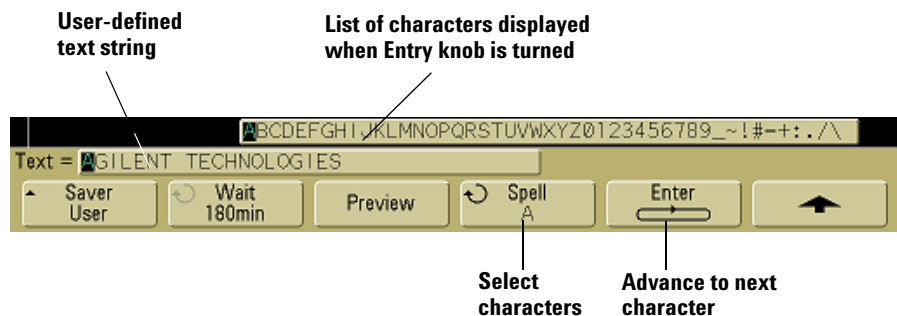 User-defined
text string
List of characters displayed
when Entry knob is turned
ABCDEFGHIJKLMNOPQRSTUVWXYZ0123456789_~!#-+:./\
Text = AGILENT TECHNOLOGIES
Saver
User
Wait
180min
Preview
Spell
A
Enter
Select
characters
Advance to next
character